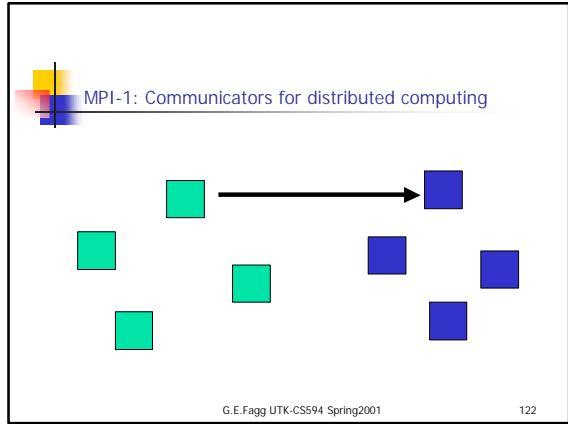 MPI-1: Communicators for distributed computing
G.E.Fagg UTK-CS594 Spring2001
122